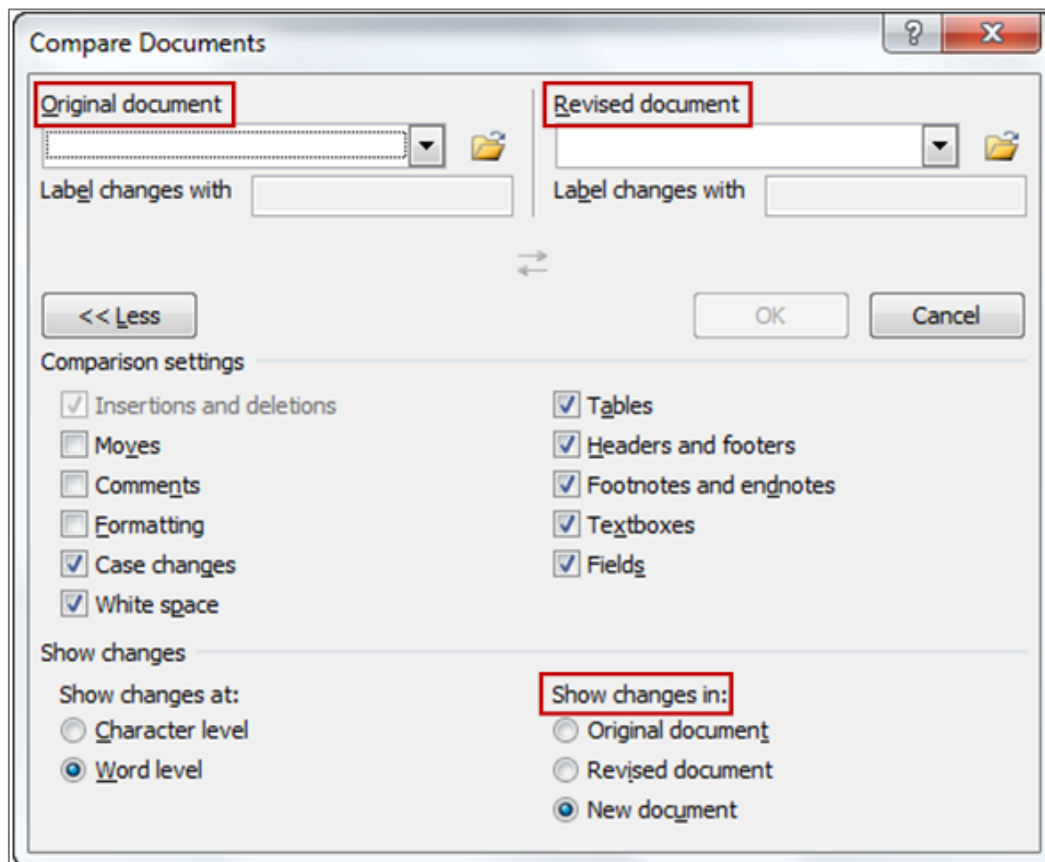 Compare Documents
Original document Revised document
Label changes with Label changes with
<< Less OK Cancel
Comparison settings
Insertions and deletions Tables
Moves Headers and footers
Comments Footnotes and endnotes
Formatting Textboxes
Case changes Fields
White space
Show changes
Show changes at: Show changes in:
Character level Original document
Word level Revised document
New document